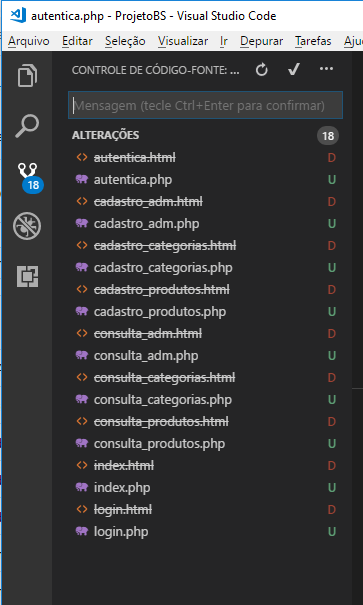 autentica.php - ProjetoBS - Visual Studio Code
Arquivo Editar Seleção Visualizar Ir Depurar Tarefas Aju
CONTROLE DE CÓDIGO-FONTE: ...
Mensagem (tecle Ctrl+Enter para confirmar)
ALTERAÇÕES 18
autentica.html D
18
autentica.php U
cadastro_adm.html D
cadastro_adm.php U
cadastro_categorias.html D
cadastro_categorias.php U
cadastro_produtos.html D
cadastro_produtos.php U
consulta_adm.html D
consulta_adm.php U
consulta_categorias.html D
consulta_categorias.php U
consulta_produtos.html D
consulta_produtos.php U
index.html D
index.php U
login.html D
login.php U